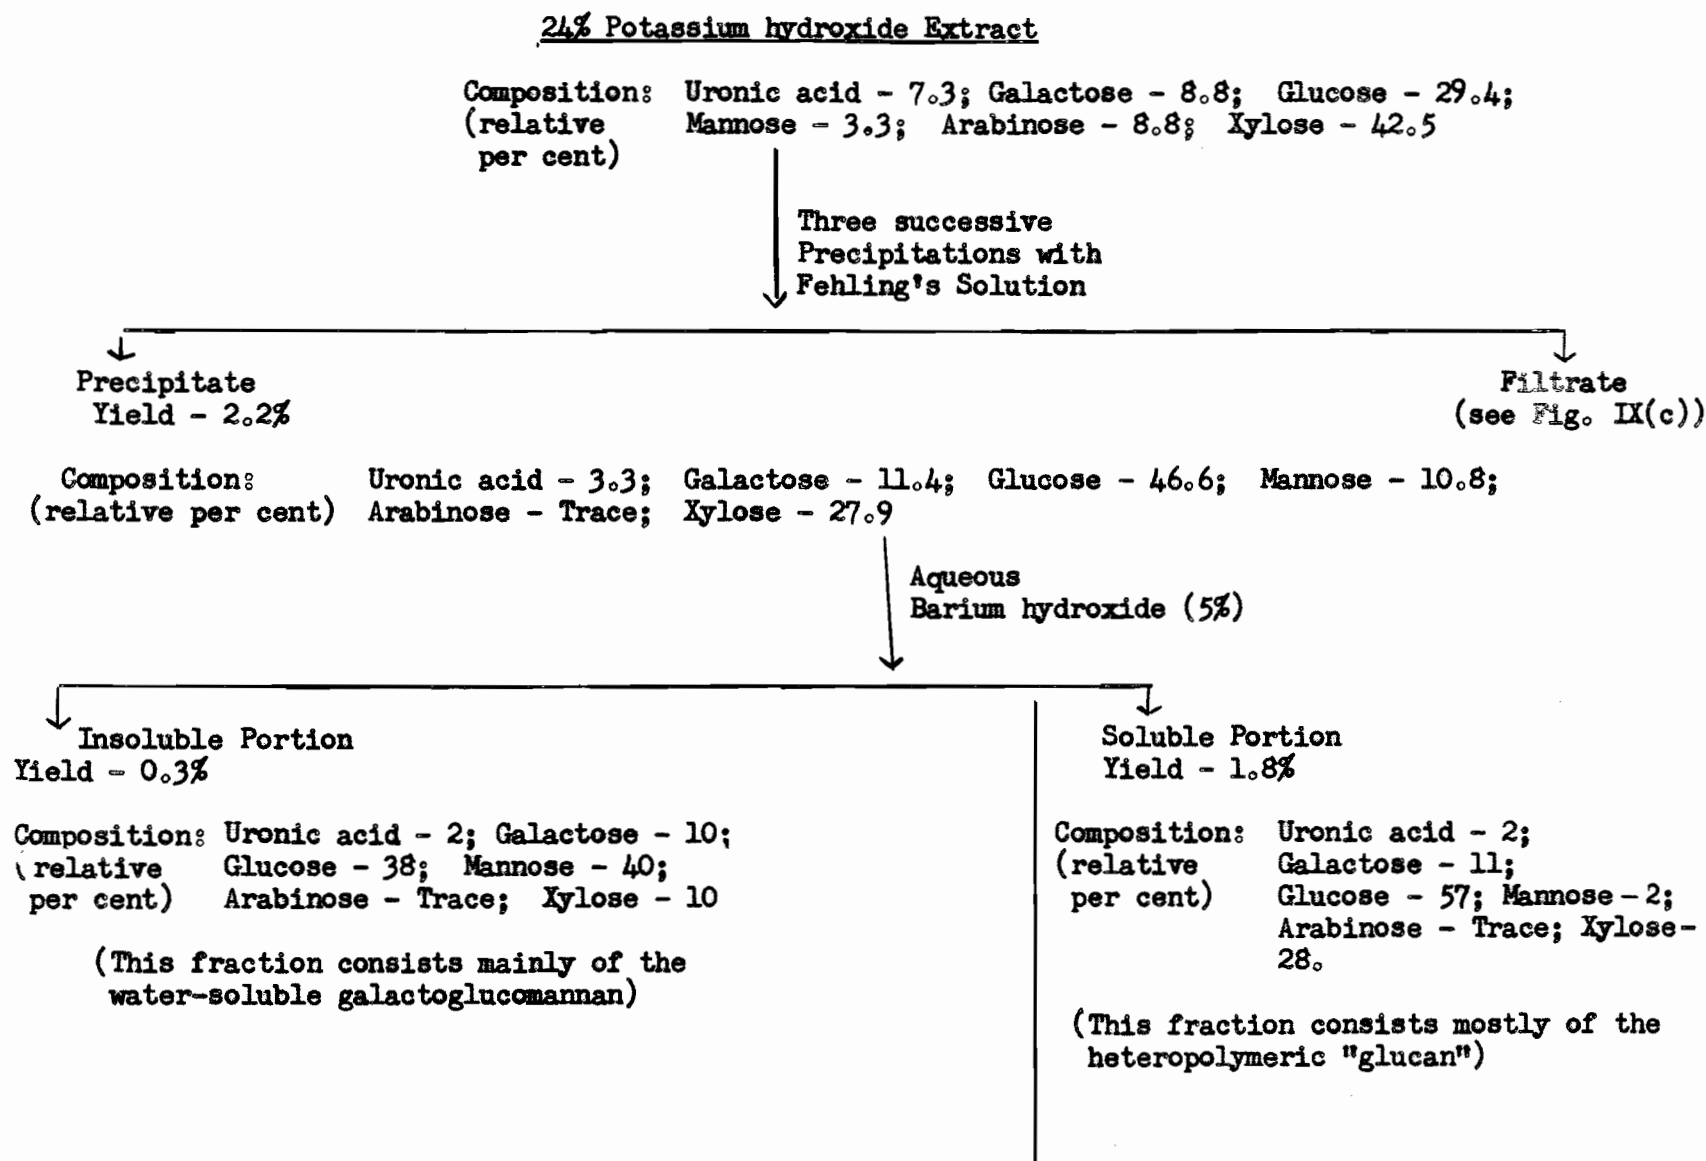 24% Potassium hydroxide Extract
Composition: Uronic acid - 7.3; Galactose - 8.8; Glucose - 29.4;
(relative Mannose - 3.3; Arabinose - 8.8; Xylose - 42.5
per cent)
Three successive
Precipitations with
Fehling's Solution
Precipitate
Yield - 2.2%
Filtrate
(see Fig. IX(c))
Composition: Uronic acid - 3.3; Galactose - 11.4; Glucose - 46.6; Mannose - 10.8;
(relative per cent) Arabinose - Trace; Xylose - 27.9
Aqueous
Barium hydroxide (5%)
Insoluble Portion
Yield - 0.3%
Composition: Uronic acid - 2; Galactose - 10;
(relative Glucose - 38; Mannose - 40;
per cent) Arabinose - Trace; Xylose - 10
(This fraction consists mainly of the
water-soluble galactoglucomannan)
Soluble Portion
Yield - 1.8%
Composition: Uronic acid - 2;
(relative Galactose - 11;
per cent) Glucose - 57; Mannose - 2;
Arabinose - Trace; Xylose-
28.
(This fraction consists mostly of the
heteropolymeric "glucan")